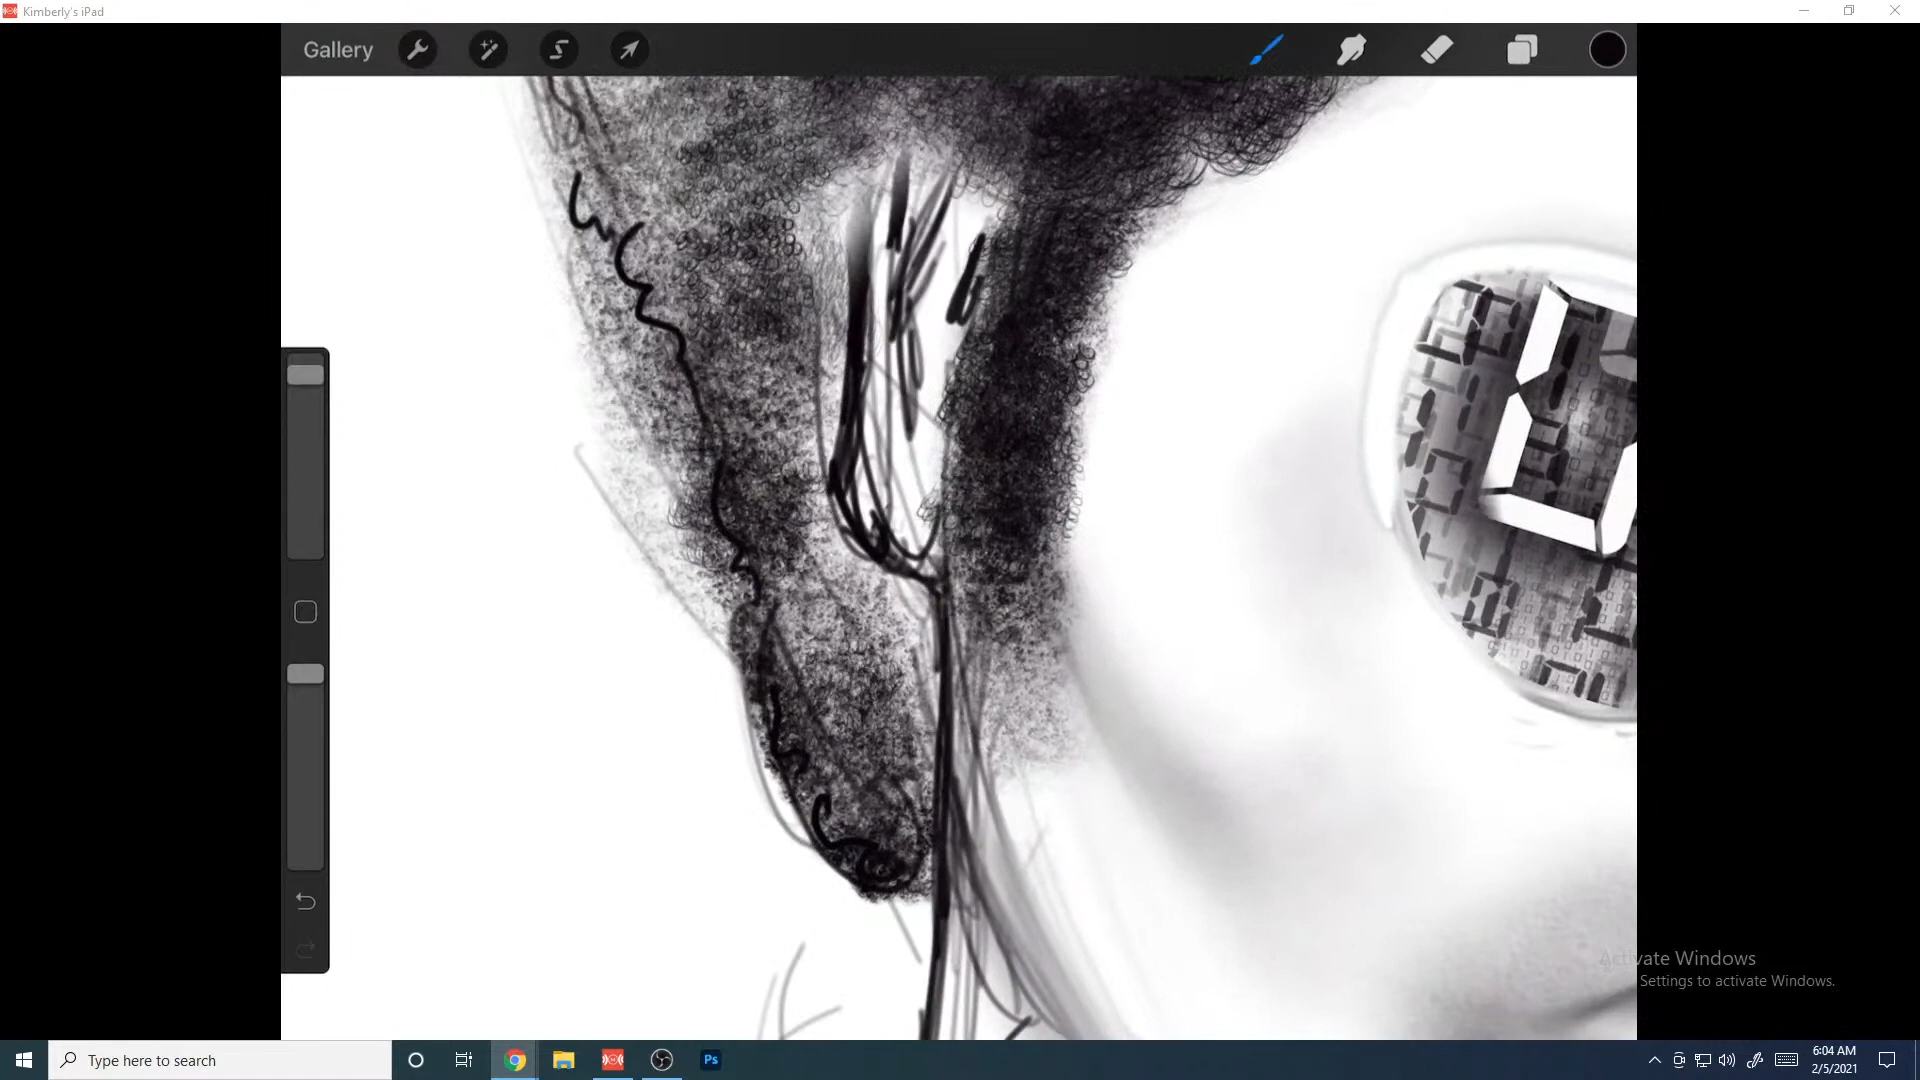 Kimberly's iPad
Gallery
Activate Windows
Settings to activate Windows.
Type here to search
Ps
6:04 AM
2/5/2021